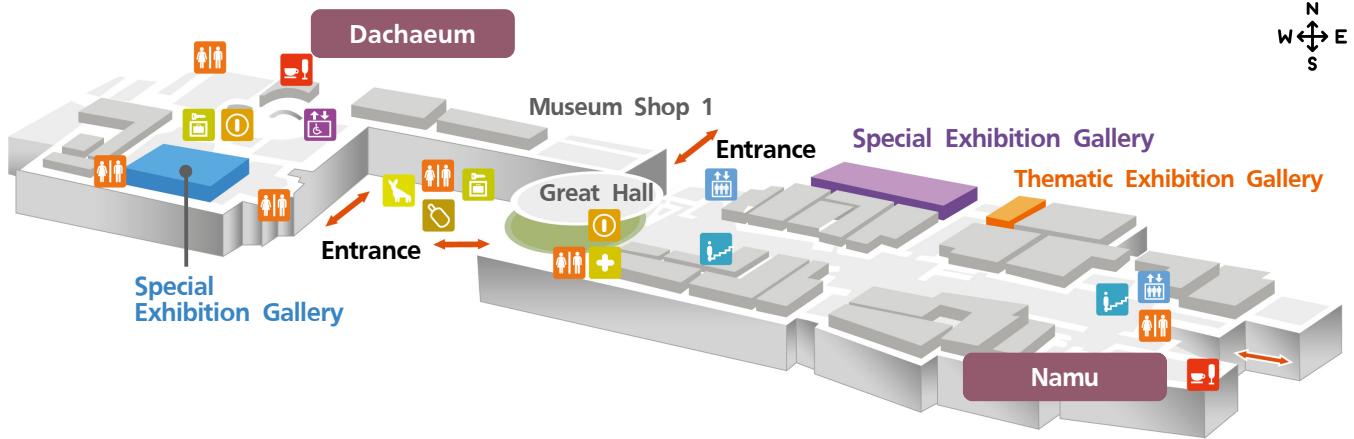 Dachaeum
N
W E
S
Museum Shop 1
Entrance
Special Exhibition Gallery
Thematic Exhibition Gallery
Great Hall
Entrance
Special
Exhibition Gallery
Namu